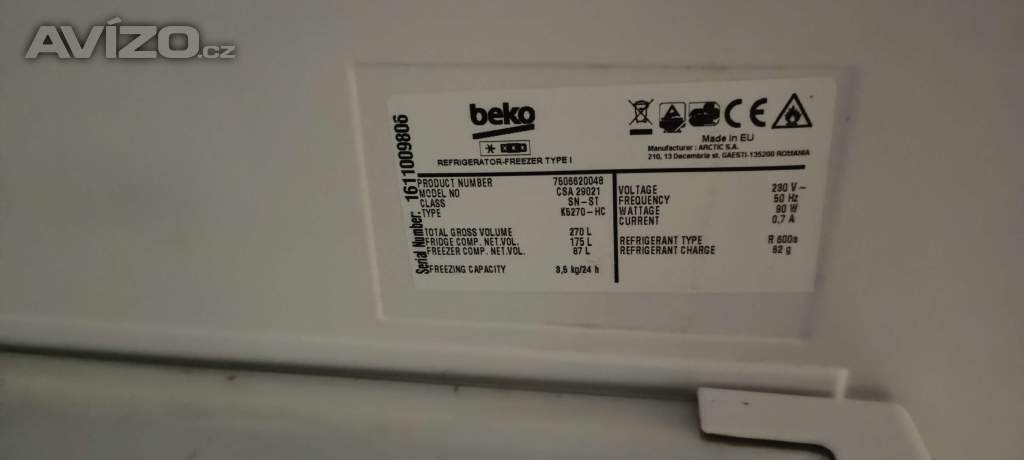 AVÍZO.cz
beko
REFRIGERATOR-FREEZER TYPE I
CE
Made in EU
Manufacturer : ARCTIC S.A.
210, 13 Decembrie st. GAESTI-135200 ROMANIA
Serial Number: 1611009806
PRODUCT NUMBER 7506620048
MODEL NO CSA 29021
CLASS SN-ST
TYPE K5270-HC
TOTAL GROSS VOLUME 270 L
FRIDGE COMP. NET.VOL. 175 L
FREEZER COMP. NET.VOL. 87 L
FREEZING CAPACITY 3,5 kg/24 h
VOLTAGE 230 V~
FREQUENCY 50 Hz
WATTAGE 90 W
CURRENT 0,7 A
REFRIGERANT TYPE R 600a
REFRIGERANT CHARGE 62 g